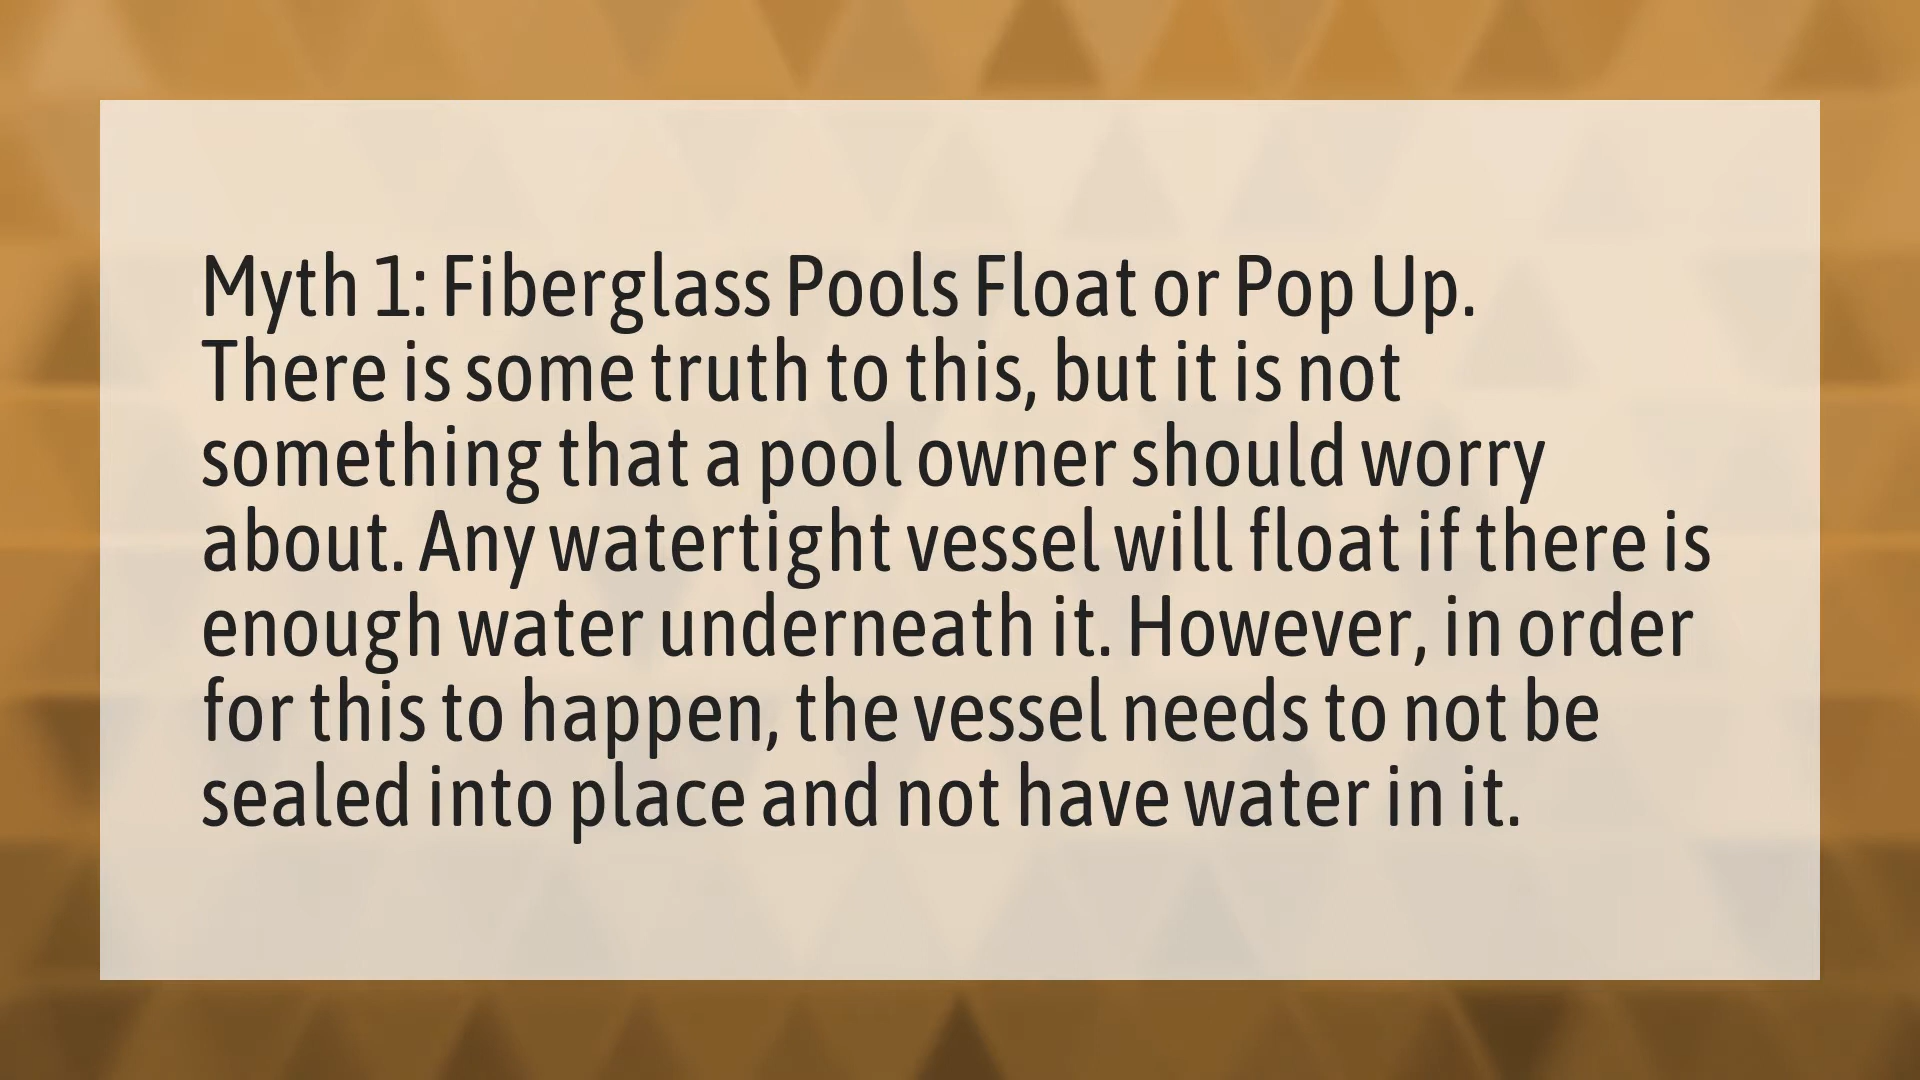 Myth 1: Fiberglass Pools Float or Pop Up.
There is some truth to this, but it is not
something that a pool owner should worry
about. Any watertight vessel will float if there is
enough water underneath it. However, in order
for this to happen, the vessel needs to not be
sealed into place and not have water in it.